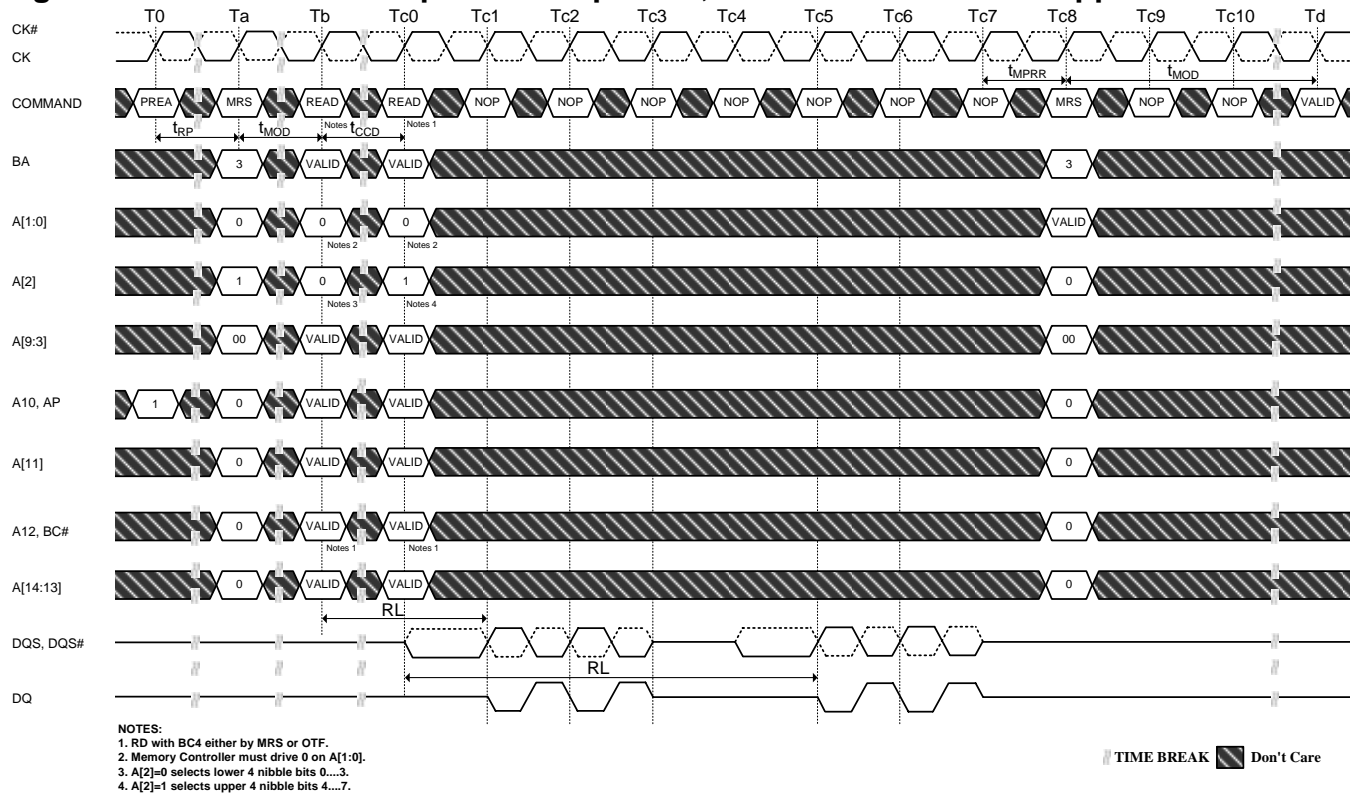 T0 Ta Tb Tc0 Tc1 Tc2 Tc3 Tc4 Tc5 Tc6 Tc7 Tc8 Tc9 Tc10 Td
CK#
CK
tMPRR tMOD
COMMAND PREA MRS READ READ NOP NOP NOP NOP NOP NOP NOP MRS NOP NOP VALID
Notes Notes 1
tRP tMOD tCCD
BA 3 VALID VALID 3
A[1:0] 0 0 0 VALID
Notes 2 Notes 2
A[2] 1 0 1 0
Notes 3 Notes 4
A[9:3] 00 VALID VALID 00
A10, AP 1 0 VALID VALID 0
A[11] 0 VALID VALID 0
A12, BC# 0 VALID VALID 0
Notes 1 Notes 1
A[14:13] 0 VALID VALID 0
RL
DQS, DQS#
RL
DQ
NOTES:
1. RD with BC4 either by MRS or OTF.
2. Memory Controller must drive 0 on A[1:0].
3. A[2]=0 selects lower 4 nibble bits 0....3.
4. A[2]=1 selects upper 4 nibble bits 4....7.
TIME BREAK Don't Care